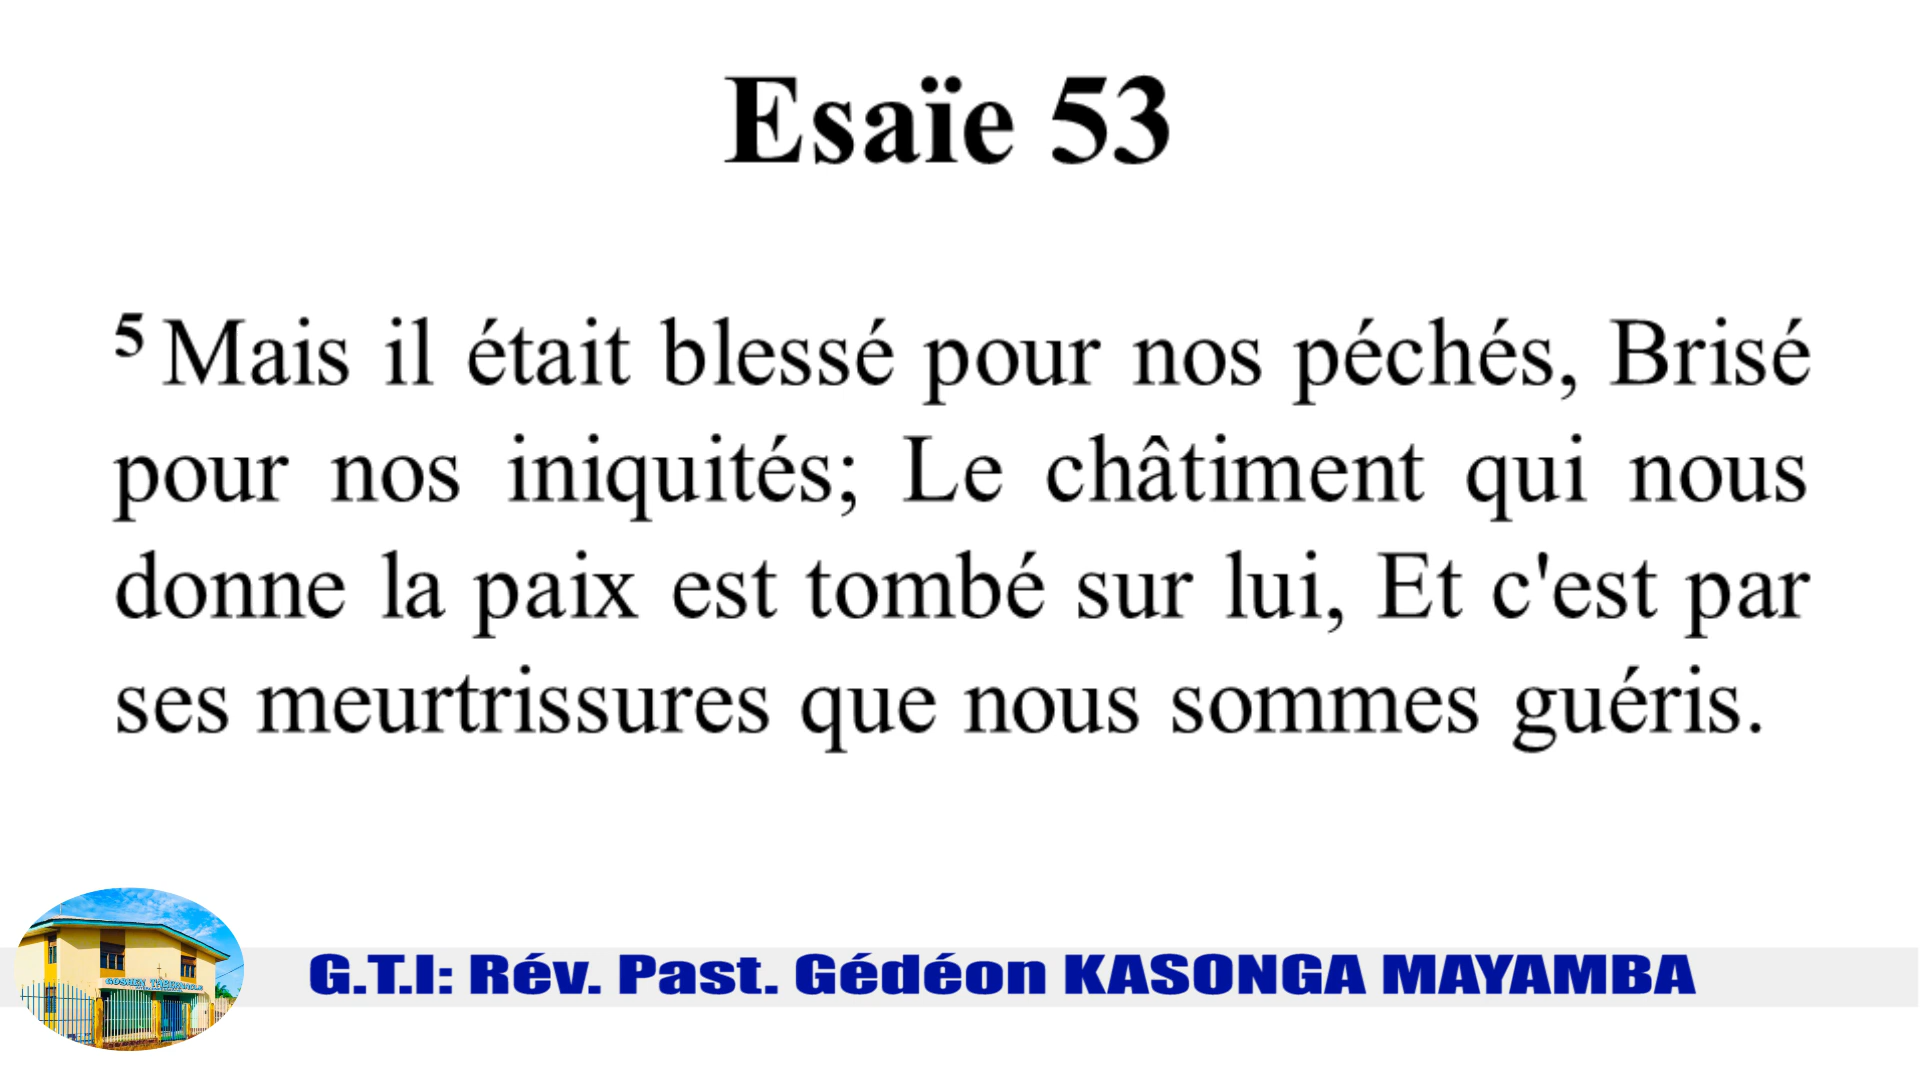 Esaïe 53
5 Mais il était blessé pour nos péchés, Brisé
pour nos iniquités; Le châtiment qui nous
donne la paix est tombé sur lui, Et c'est par
ses meurtrissures que nous sommes guéris.
GOSHEN TABERNACLE
G.T.I: Rév. Past. Gédéon KASONGA MAYAMBA